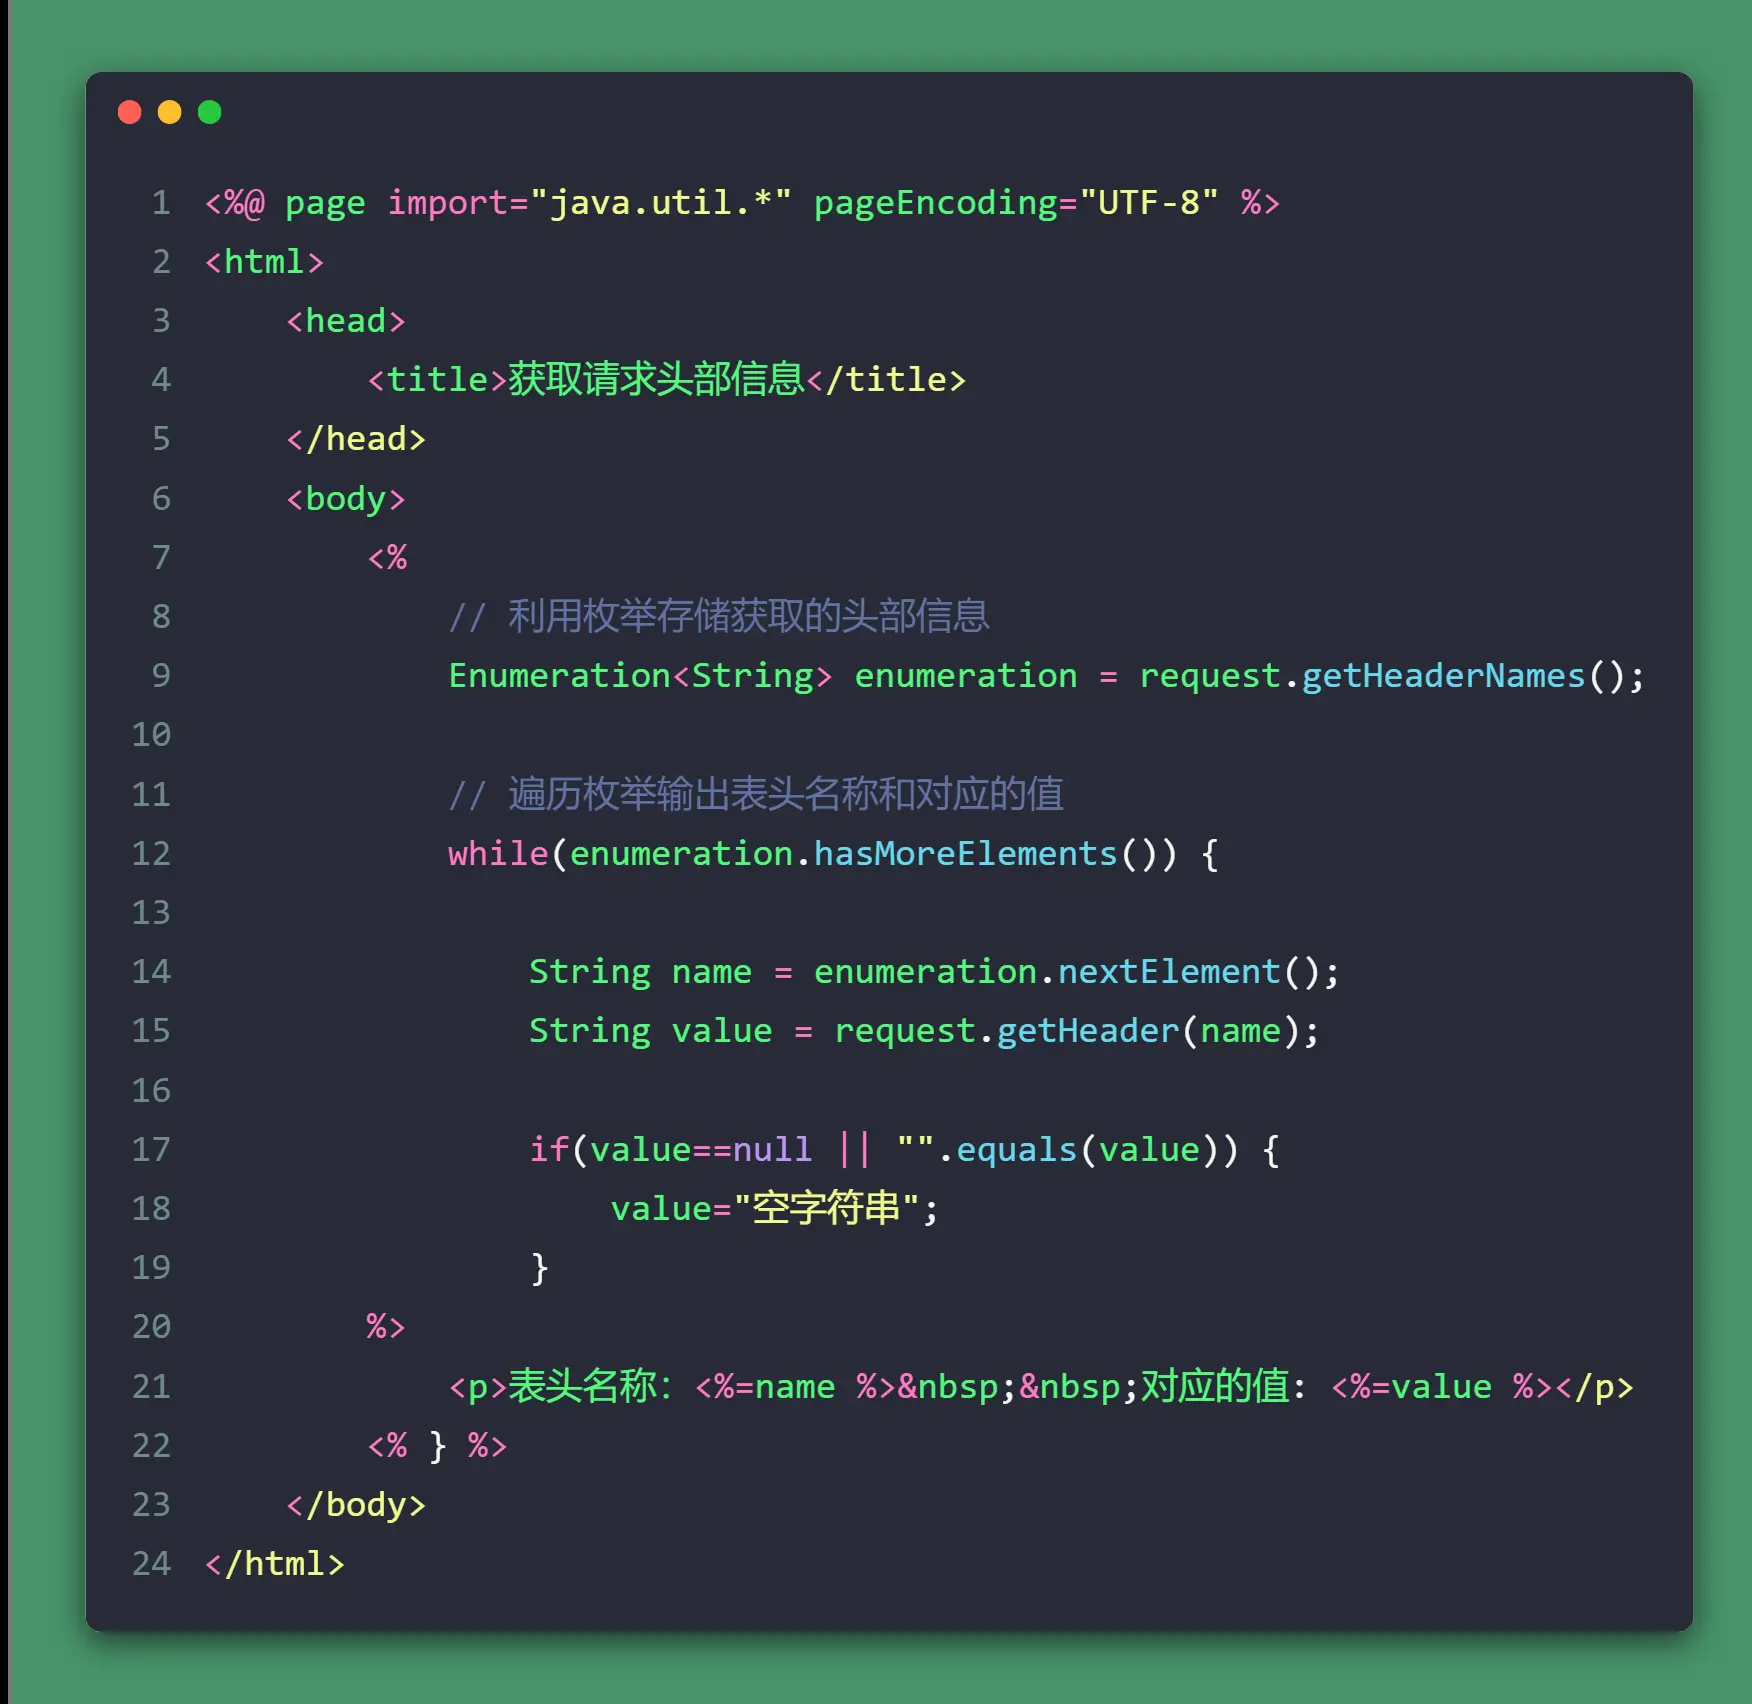 1 <%@ page import="java.util.*" pageEncoding="UTF-8" %>
2 <html>
3     <head>
4         <title>获取请求头部信息</title>
5     </head>
6     <body>
7         <%
8             // 利用枚举存储获取的头部信息
9             Enumeration<String> enumeration = request.getHeaderNames();
10
11             // 遍历枚举输出表头名称和对应的值
12             while(enumeration.hasMoreElements()) {
13
14                 String name = enumeration.nextElement();
15                 String value = request.getHeader(name);
16
17                 if(value==null || "".equals(value)) {
18                     value="空字符串";
19                 }
20         %>
21             <p>表头名称：<%=name %>&nbsp;&nbsp;对应的值: <%=value %></p>
22         <% } %>
23     </body>
24 </html>